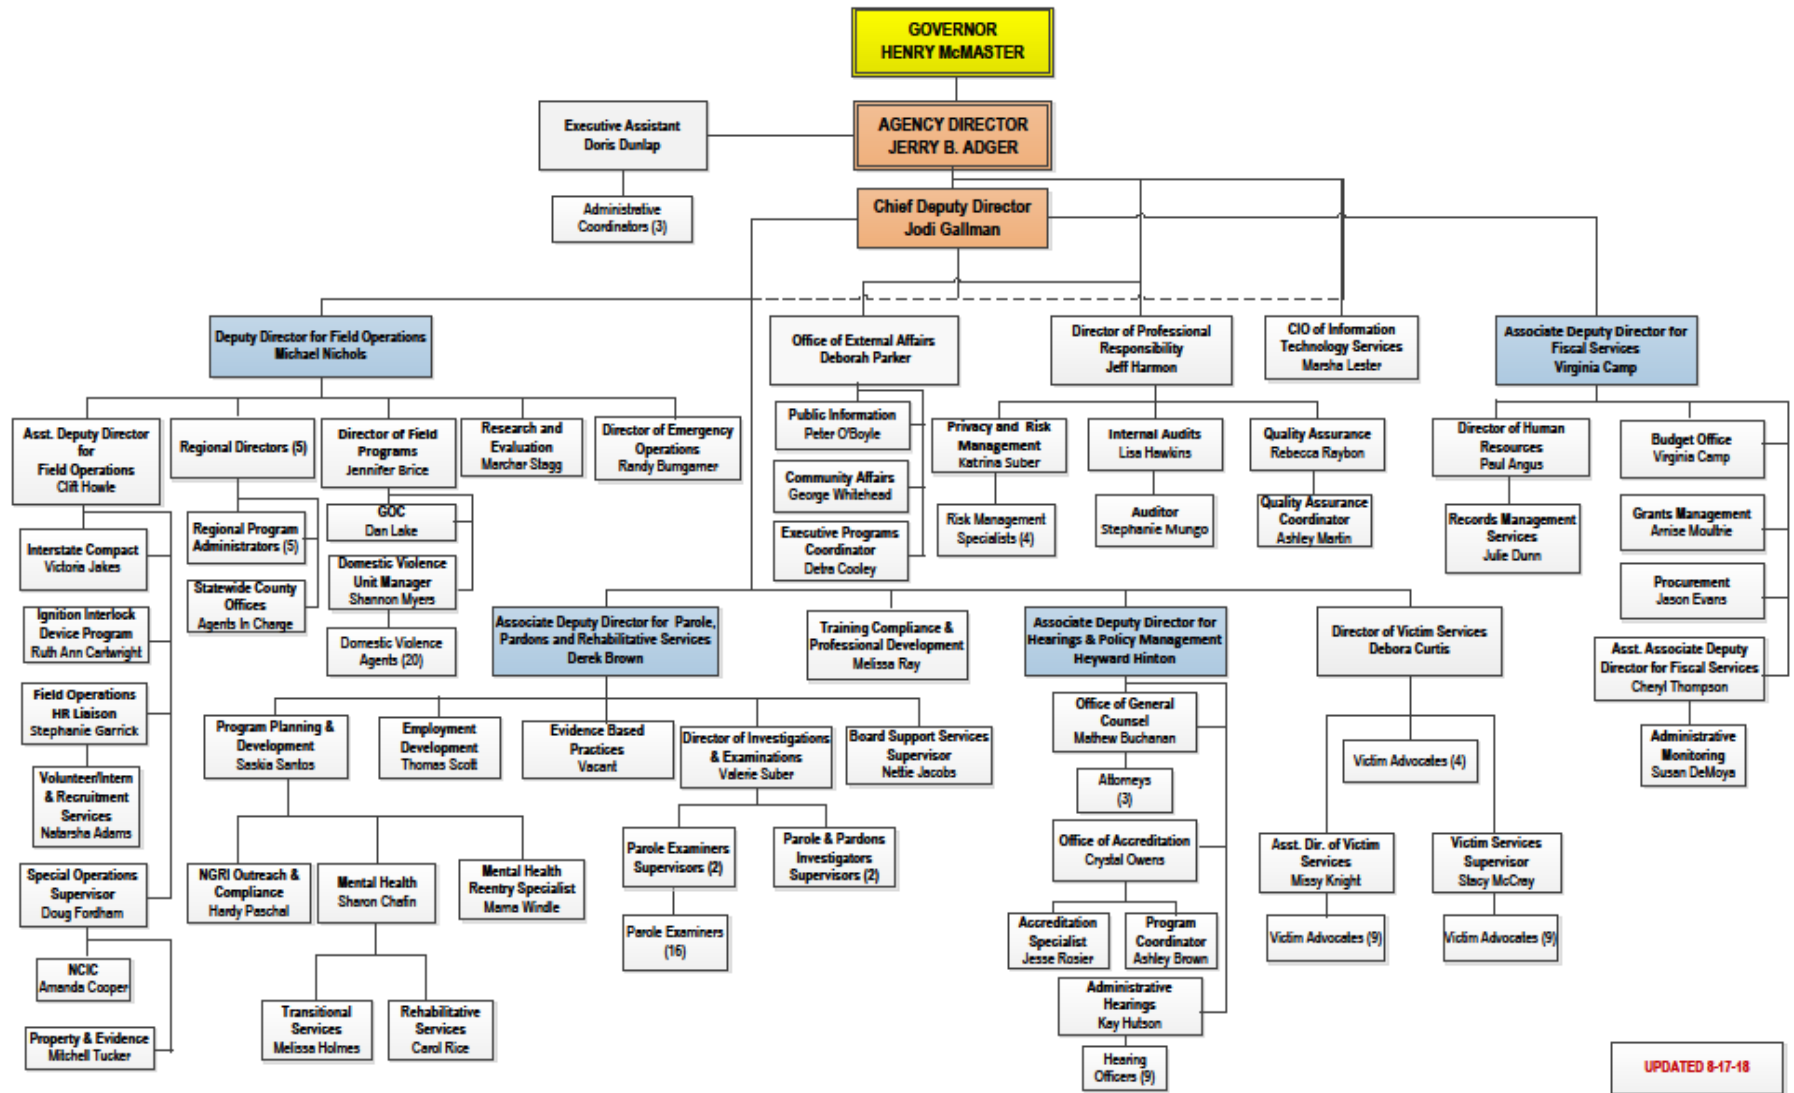 GOVERNOR
HENRY McMASTER
Executive Assistant
Doris Dunlap
AGENCY DIRECTOR
JERRY B. ADGER
Administrative
Coordinators (3)
Chief Deputy Director
Jodi Gallman
Deputy Director for Field Operations
Michael Nichols
Office of External Affairs
Deborah Parker
Director of Professional
Responsibility
Jeff Harmon
CIO of Information
Technology Services
Marsha Lester
Associate Deputy Director for
Fiscal Services
Virginia Camp
Asst. Deputy Director
for
Field Operations
Clift Howle
Regional Directors (5)
Director of Field
Programs
Jennifer Brice
Research and
Evaluation
Marchar Stagg
Director of Emergency
Operations
Randy Bumgarner
Public Information
Peter O'Boyle
Privacy and Risk
Management
Katrina Suber
Internal Audits
Lisa Hawkins
Quality Assurance
Rebecca Raybon
Director of Human
Resources
Paul Angus
Budget Office
Virginia Camp
Community Affairs
George Whitehead
GOC
Dan Lake
Regional Program
Administrators (5)
Risk Management
Specialists (4)
Auditor
Stephanie Mungo
Quality Assurance
Coordinator
Ashley Martin
Records Management
Services
Julie Dunn
Grants Management
Arnise Moultrie
Interstate Compact
Victoria Jakes
Executive Programs
Coordinator
Detra Cooley
Domestic Violence
Unit Manager
Shannon Myers
Statewide County
Offices
Agents In Charge
Procurement
Jason Evans
Ignition Interlock
Device Program
Ruth Ann Cartwright
Domestic Violence
Agents (20)
Associate Deputy Director for Parole,
Pardons and Rehabilitative Services
Derek Brown
Training Compliance &
Professional Development
Melissa Ray
Associate Deputy Director for
Hearings & Policy Management
Heyward Hinton
Director of Victim Services
Debora Curtis
Asst. Associate Deputy
Director for Fiscal Services
Cheryl Thompson
Field Operations
HR Liaison
Stephanie Garrick
Program Planning &
Development
Saskia Santos
Employment
Development
Thomas Scott
Evidence Based
Practices
Vacant
Director of Investigations
& Examinations
Valerie Suber
Board Support Services
Supervisor
Nettie Jacobs
Office of General
Counsel
Mathew Buchanan
Victim Advocates (4)
Administrative
Monitoring
Susan DeMoya
Volunteer/Intern
& Recruitment
Services
Natarsha Adams
Attorneys
(3)
Parole Examiners
Supervisors (2)
Parole & Pardons
Investigators
Supervisors (2)
Office of Accreditation
Crystal Owens
Asst. Dir. of Victim
Services
Missy Knight
Victim Services
Supervisor
Stacy McCray
Special Operations
Supervisor
Doug Fordham
NGRI Outreach &
Compliance
Hardy Paschal
Mental Health
Sharon Chafin
Mental Health
Reentry Specialist
Mama Windle
Parole Examiners
(16)
Accreditation
Specialist
Jesse Rosier
Program
Coordinator
Ashley Brown
Victim Advocates (9)
Victim Advocates (9)
NCIC
Amanda Cooper
Administrative
Hearings
Kay Hutson
Transitional
Services
Melissa Holmes
Rehabilitative
Services
Carol Rice
Property & Evidence
Mitchell Tucker
Hearing
Officers (9)
UPDATED 8-17-18